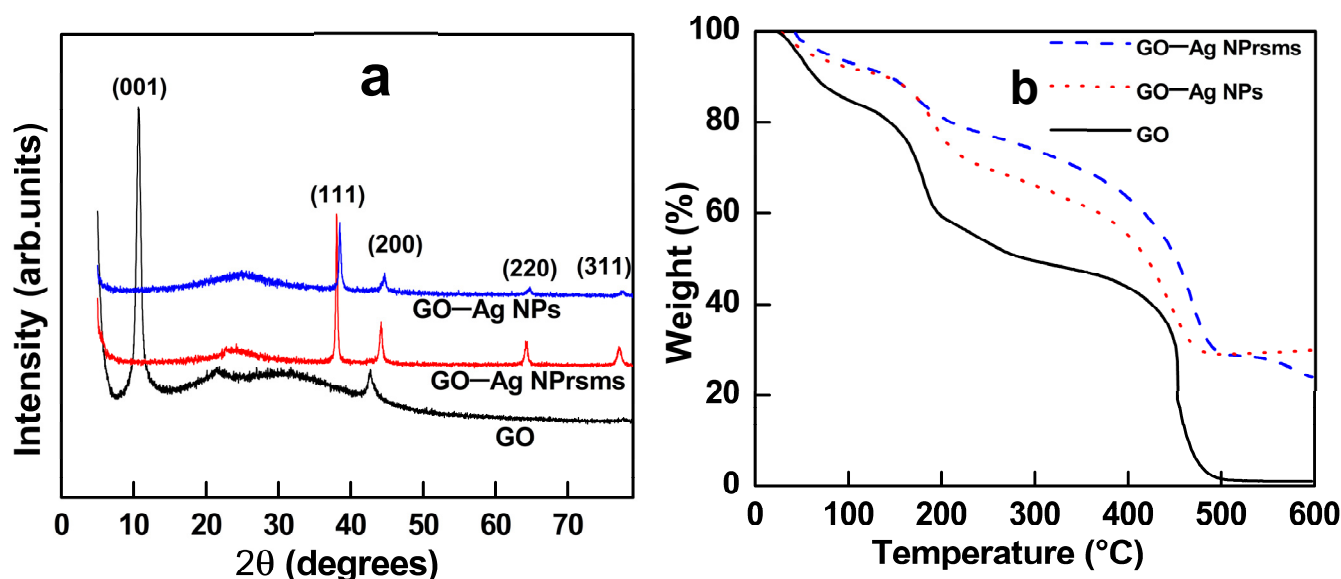 a
(001)
(111)
(200)
(220)
(311)
GO—Ag NPs
GO—Ag NPrsms
GO
Intensity (arb.units)
0 10 20 30 40 50 60 70
2θ (degrees)
b
GO—Ag NPrsms
GO—Ag NPs
GO
100
80
60
40
20
0
Weight (%)
0 100 200 300 400 500 600
Temperature (°C)